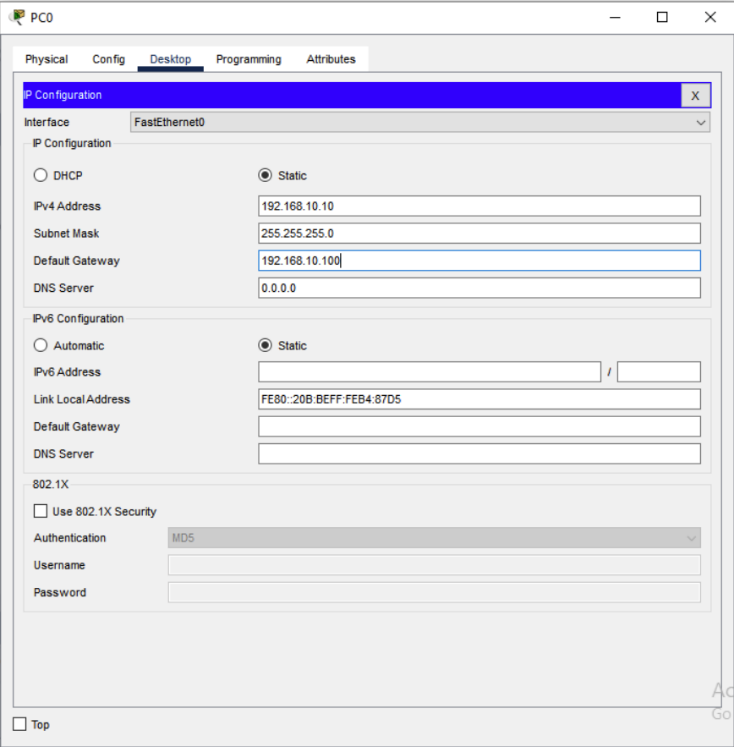 PC0
Physical Config Desktop Programming Attributes
IP Configuration X
Interface FastEthernet0
IP Configuration
DHCP Static
IPv4 Address 192.168.10.10
Subnet Mask 255.255.255.0
Default Gateway 192.168.10.100
DNS Server 0.0.0.0
IPv6 Configuration
Automatic Static
IPv6 Address /
Link Local Address FE80::20B:BEFF:FEB4:87D5
Default Gateway
DNS Server
802.1X
Use 802.1X Security
Authentication MD5
Username
Password
Ac
Go
Top